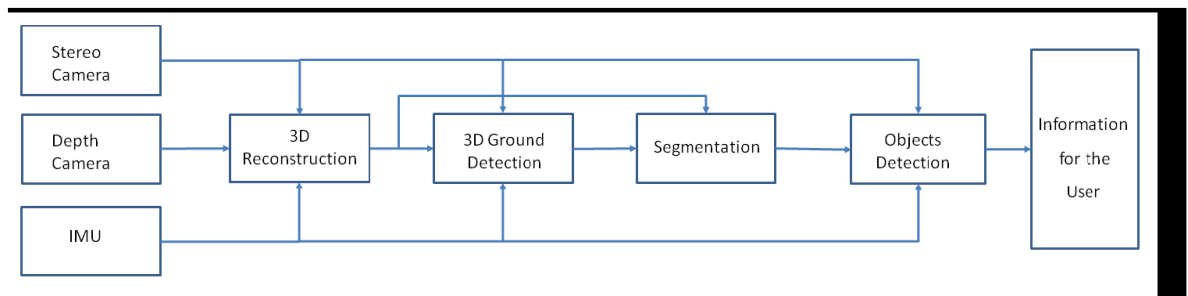 Stereo
Camera
Depth
Camera
IMU
3D
Reconstruction
3D Ground
Detection
Segmentation
Objects
Detection
Information
for the
User